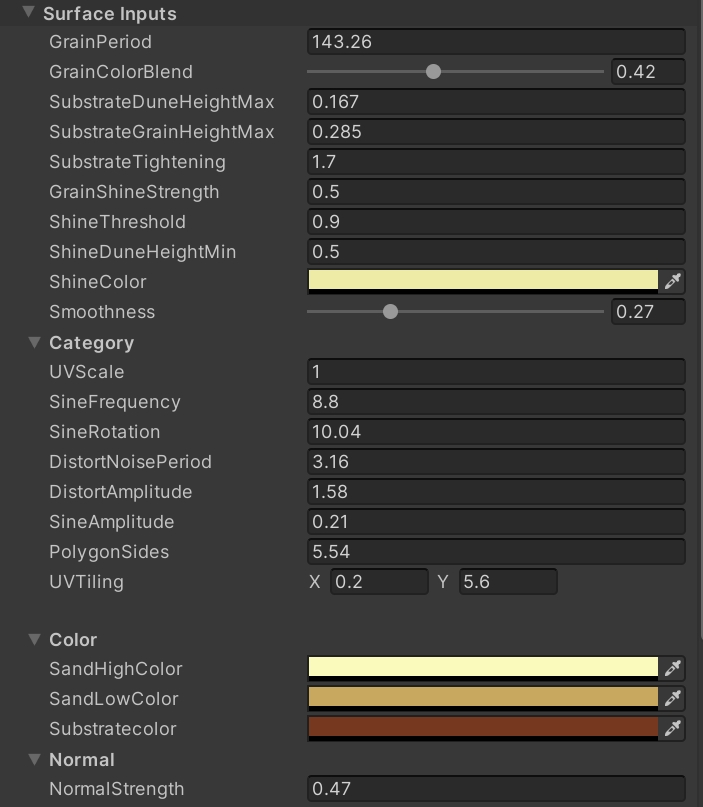 Surface Inputs
GrainPeriod 143.26
GrainColorBlend 0.42
SubstrateDuneHeightMax 0.167
SubstrateGrainHeightMax 0.285
SubstrateTightening 1.7
GrainShineStrength 0.5
ShineThreshold 0.9
ShineDuneHeightMin 0.5
ShineColor
Smoothness 0.27
Category
UVScale 1
SineFrequency 8.8
SineRotation 10.04
DistortNoisePeriod 3.16
DistortAmplitude 1.58
SineAmplitude 0.21
PolygonSides 5.54
UVTiling X 0.2 Y 5.6
Color
SandHighColor
SandLowColor
Substratecolor
Normal
NormalStrength 0.47